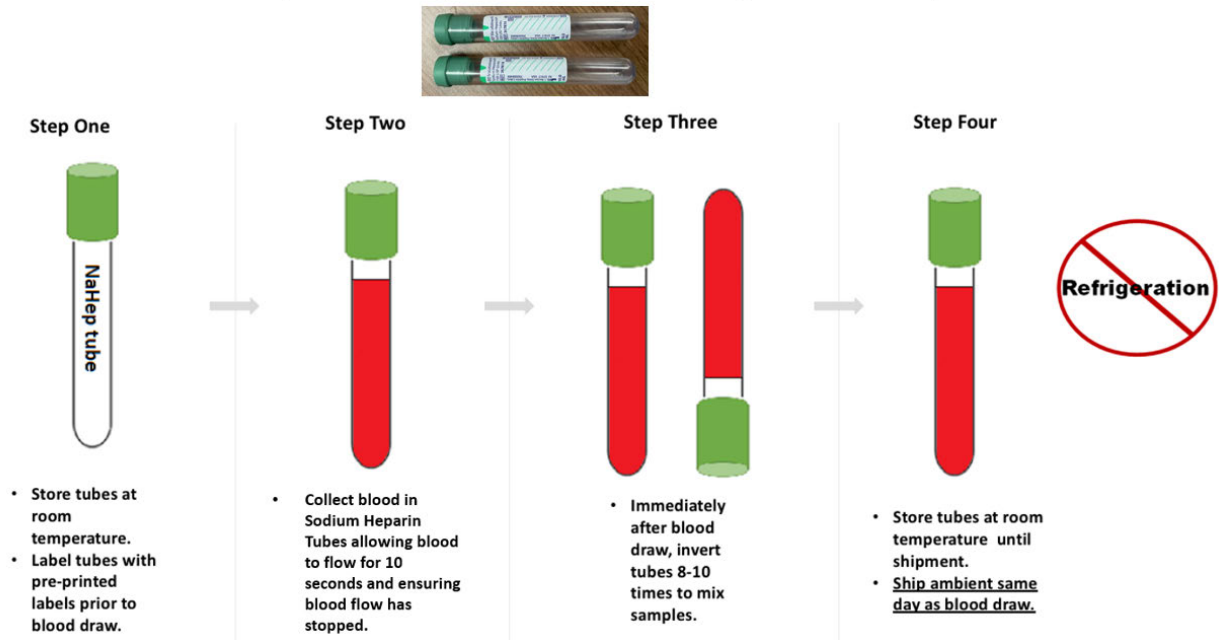 Step One
NaHep tube
• Store tubes at
room
temperature.
• Label tubes with
pre-printed
labels prior to
blood draw.
Step Two
• Collect blood in
Sodium Heparin
Tubes allowing blood
to flow for 10
seconds and ensuring
blood flow has
stopped.
Step Three
• Immediately
after blood
draw, invert
tubes 8-10
times to mix
samples.
Step Four
• Store tubes at room
temperature until
shipment.
• Ship ambient same
day as blood draw.
Refrigeration